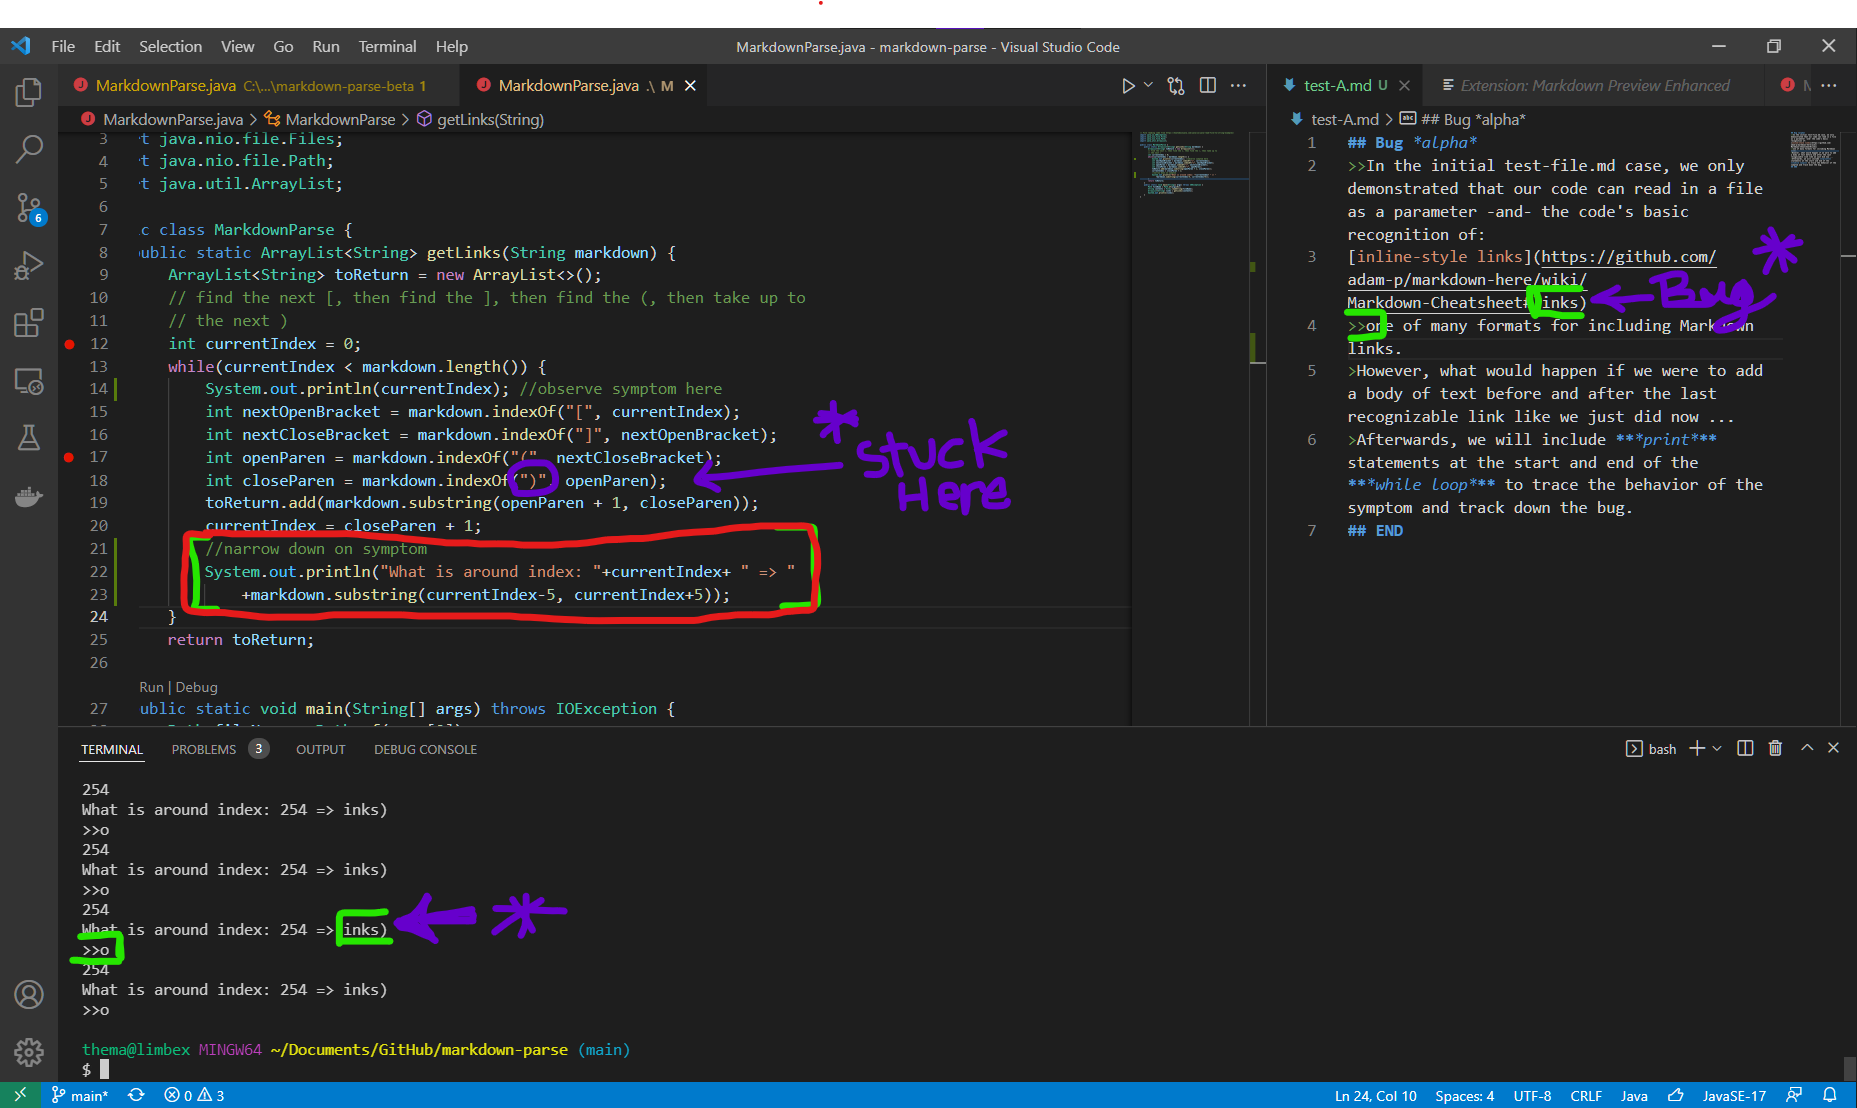 File Edit Selection View Go Run Terminal Help
MarkdownParse.java - markdown-parse - Visual Studio Code
MarkdownParse.java C:\...\markdown-parse-beta 1
MarkdownParse.java .\ M
MarkdownParse.java > MarkdownParse > getLinks(String)
3 t java.nio.file.Files;
4 t java.nio.file.Path;
5 t java.util.ArrayList;
6
7 c class MarkdownParse {
8 ublic static ArrayList<String> getLinks(String markdown) {
9 ArrayList<String> toReturn = new ArrayList<>();
10 // find the next [, then find the ], then find the (, then take up to
11 // the next )
12 int currentIndex = 0;
13 while(currentIndex < markdown.length()) {
14 System.out.println(currentIndex); //observe symptom here
15 int nextOpenBracket = markdown.indexOf("[", currentIndex);
16 int nextCloseBracket = markdown.indexOf("]", nextOpenBracket);
17 int openParen = markdown.indexOf("(" nextCloseBracket);
18 int closeParen = markdown.indexOf(")" openParen);
19 toReturn.add(markdown.substring(openParen + 1, closeParen));
20 currentIndex = closeParen + 1;
21 //narrow down on symptom
22 System.out.println("What is around index: "+currentIndex+ " => "
23 +markdown.substring(currentIndex-5, currentIndex+5));
24 }
25 return toReturn;
26
Run | Debug
27 ublic static void main(String[] args) throws IOException {
* Stuck
Here
test-A.md U
Extension: Markdown Preview Enhanced
test-A.md > ## Bug *alpha*
1 ## Bug *alpha*
2 >>In the initial test-file.md case, we only
demonstrated that our code can read in a file
as a parameter -and- the code's basic
recognition of:
3 [inline-style links](https://github.com/
adam-p/markdown-here/wiki/
Markdown-Cheatsheet# inks)
4 >>one of many formats for including Markdown
links.
5 >However, what would happen if we were to add
a body of text before and after the last
recognizable link like we just did now ...
6 >Afterwards, we will include ***print***
statements at the start and end of the
***while loop*** to trace the behavior of the
symptom and track down the bug.
7 ## END
Bug *
TERMINAL PROBLEMS 3 OUTPUT DEBUG CONSOLE
bash
254
What is around index: 254 => inks)
>>o
254
What is around index: 254 => inks)
>>o
254
What is around index: 254 => inks) *
>>o
254
What is around index: 254 => inks)
>>o
thema@limbex MINGW64 ~/Documents/GitHub/markdown-parse (main)
$
6
main* 0 3
Ln 24, Col 10 Spaces: 4 UTF-8 CRLF Java JavaSE-17